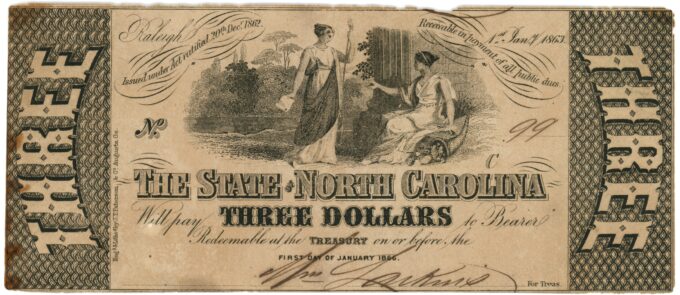 THREE
Raleigh
1st Jany. 1863.
Issued under Act ratified 20th. Dec. 1862.
Receivable in payment of all public dues.
No.
99
C
THE STATE OF NORTH CAROLINA
Will pay THREE DOLLARS to Bearer
Redeemable at the TREASURY on or before the
FIRST DAY OF JANUARY 1866.
For Treas.
THREE